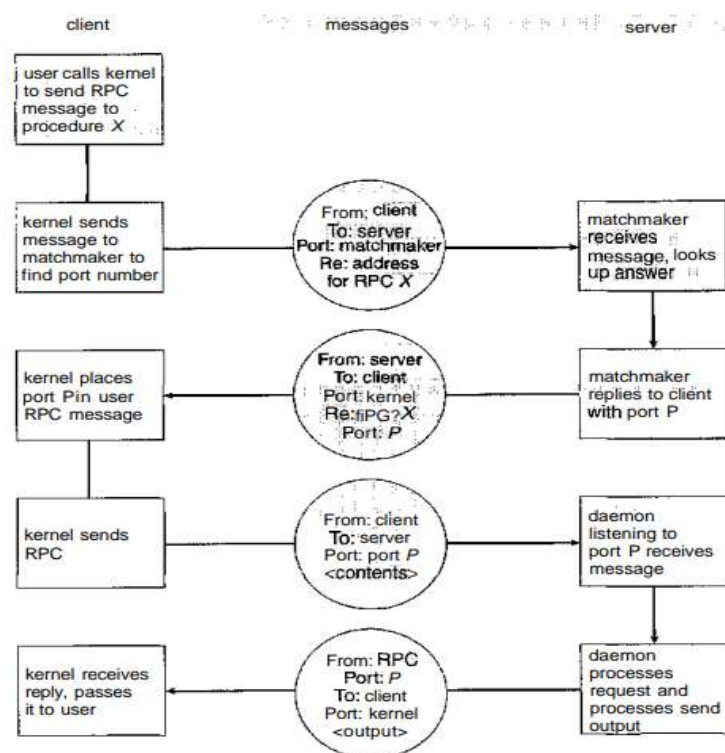 client
messages
server
user calls kernel
to send RPC
message to
procedure X
kernel sends
message to
matchmaker to
find port number
From: client
To: server
Port: matchmaker
Re: address
for RPC X
matchmaker
receives
message, looks
up answer
kernel places
port Pin user
RPC message
From: server
To: client
Port: kernel
Re: fiPG? X
Port: P
matchmaker
replies to client
with port P
kernel sends
RPC
From: client
To: server
Port: port P
<contents>
daemon
listening to
port P receives
message
kernel receives
reply, passes
it to user
From: RPC
Port: P
To: client
Port: kernel
<output>
daemon
processes
request and
processes send
output